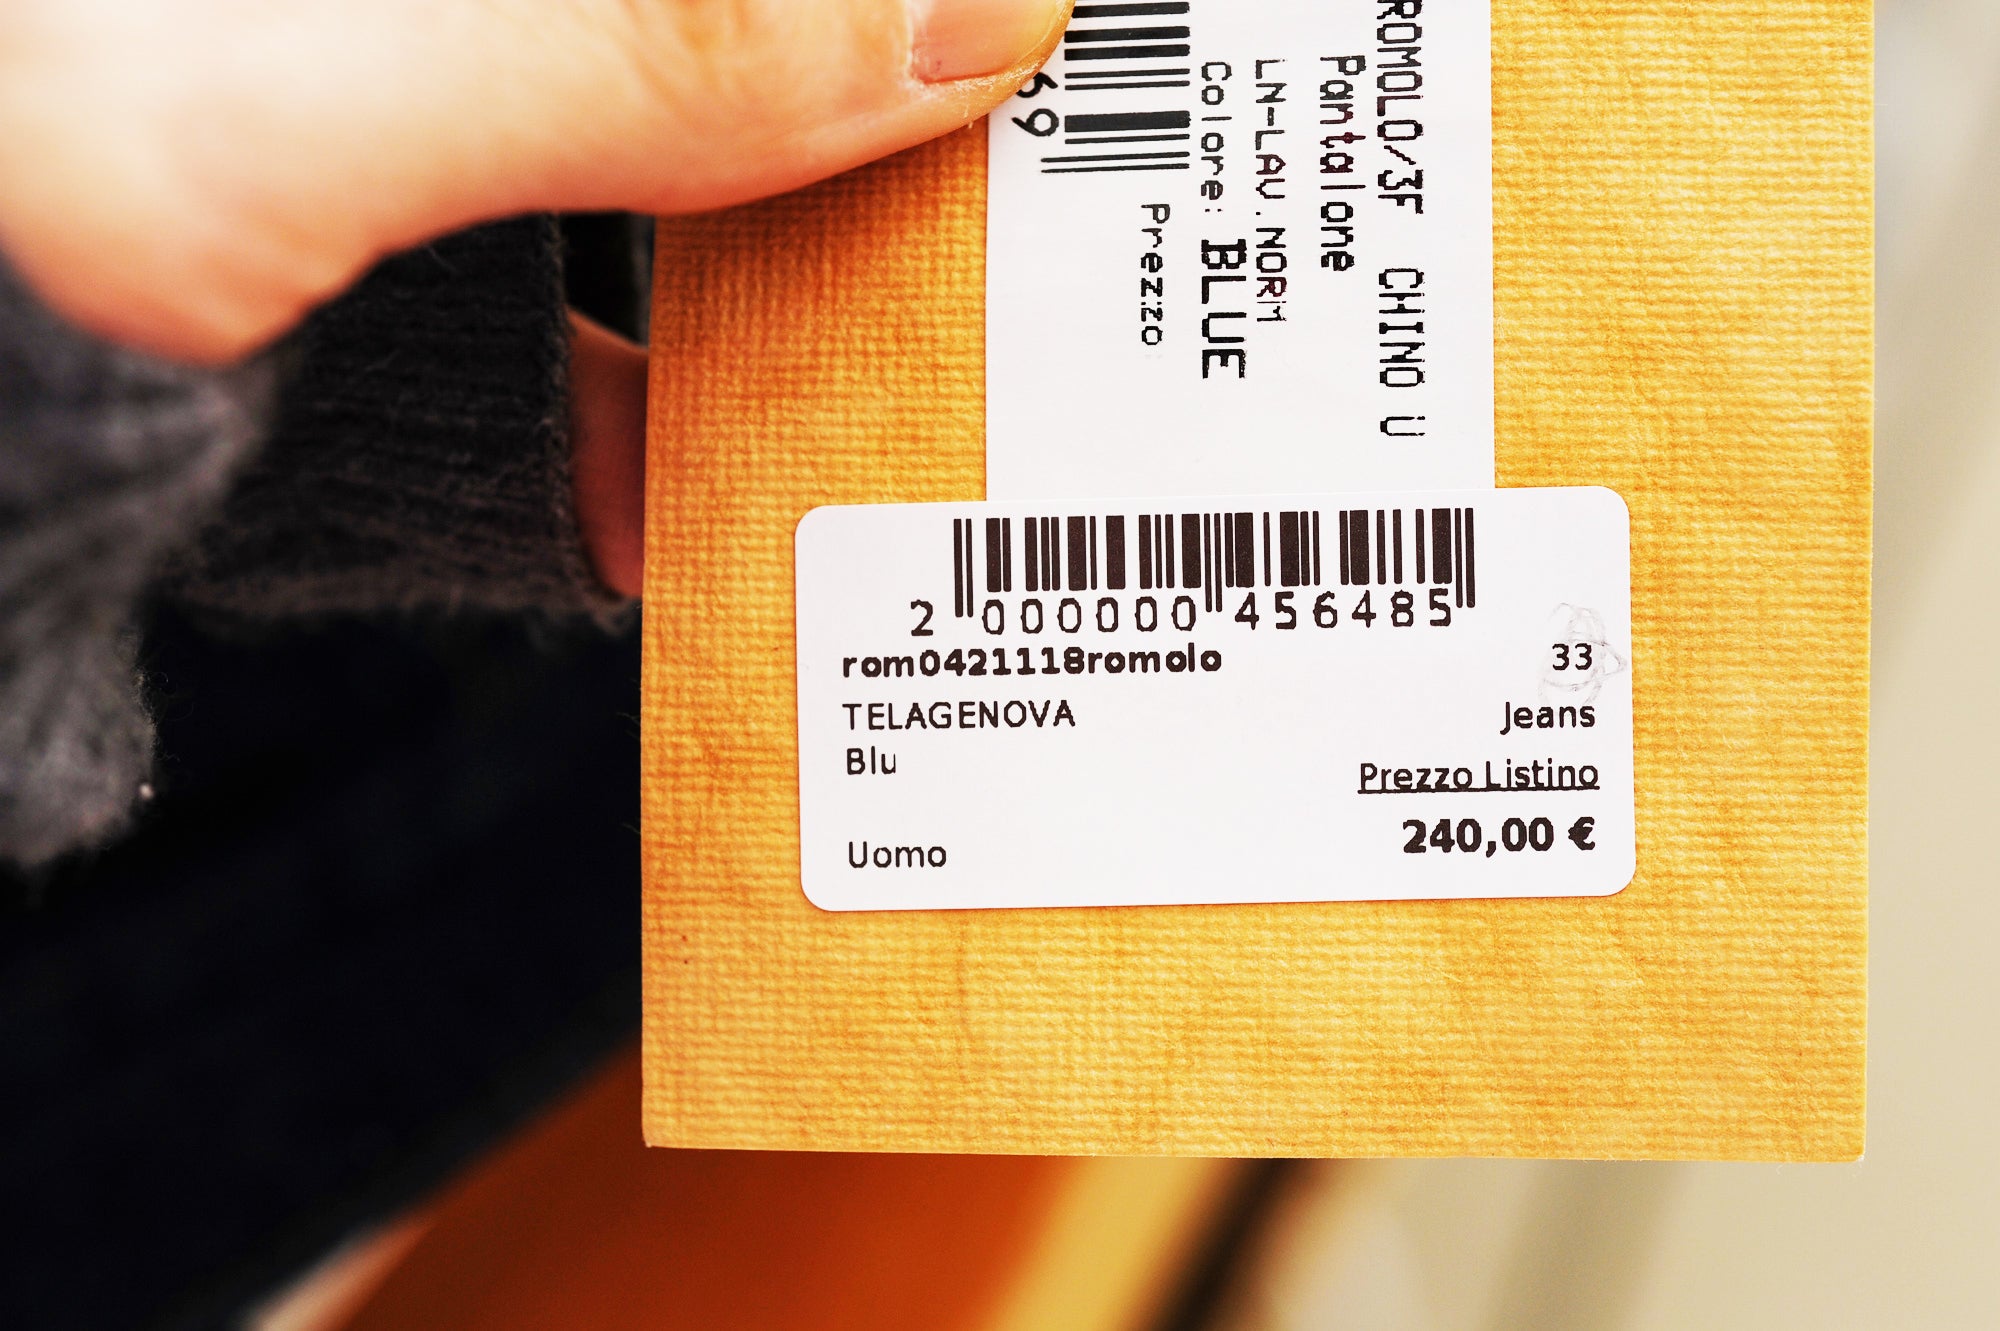 ROMOLO/3F CHINO U
Pantalone
LN-LAV.NORM
Colore: BLUE
Prezzo:
69
2 000000 456485
rom0421118romolo 33
TELAGENOVA Jeans
Blu
Prezzo Listino
240,00 €
Uomo